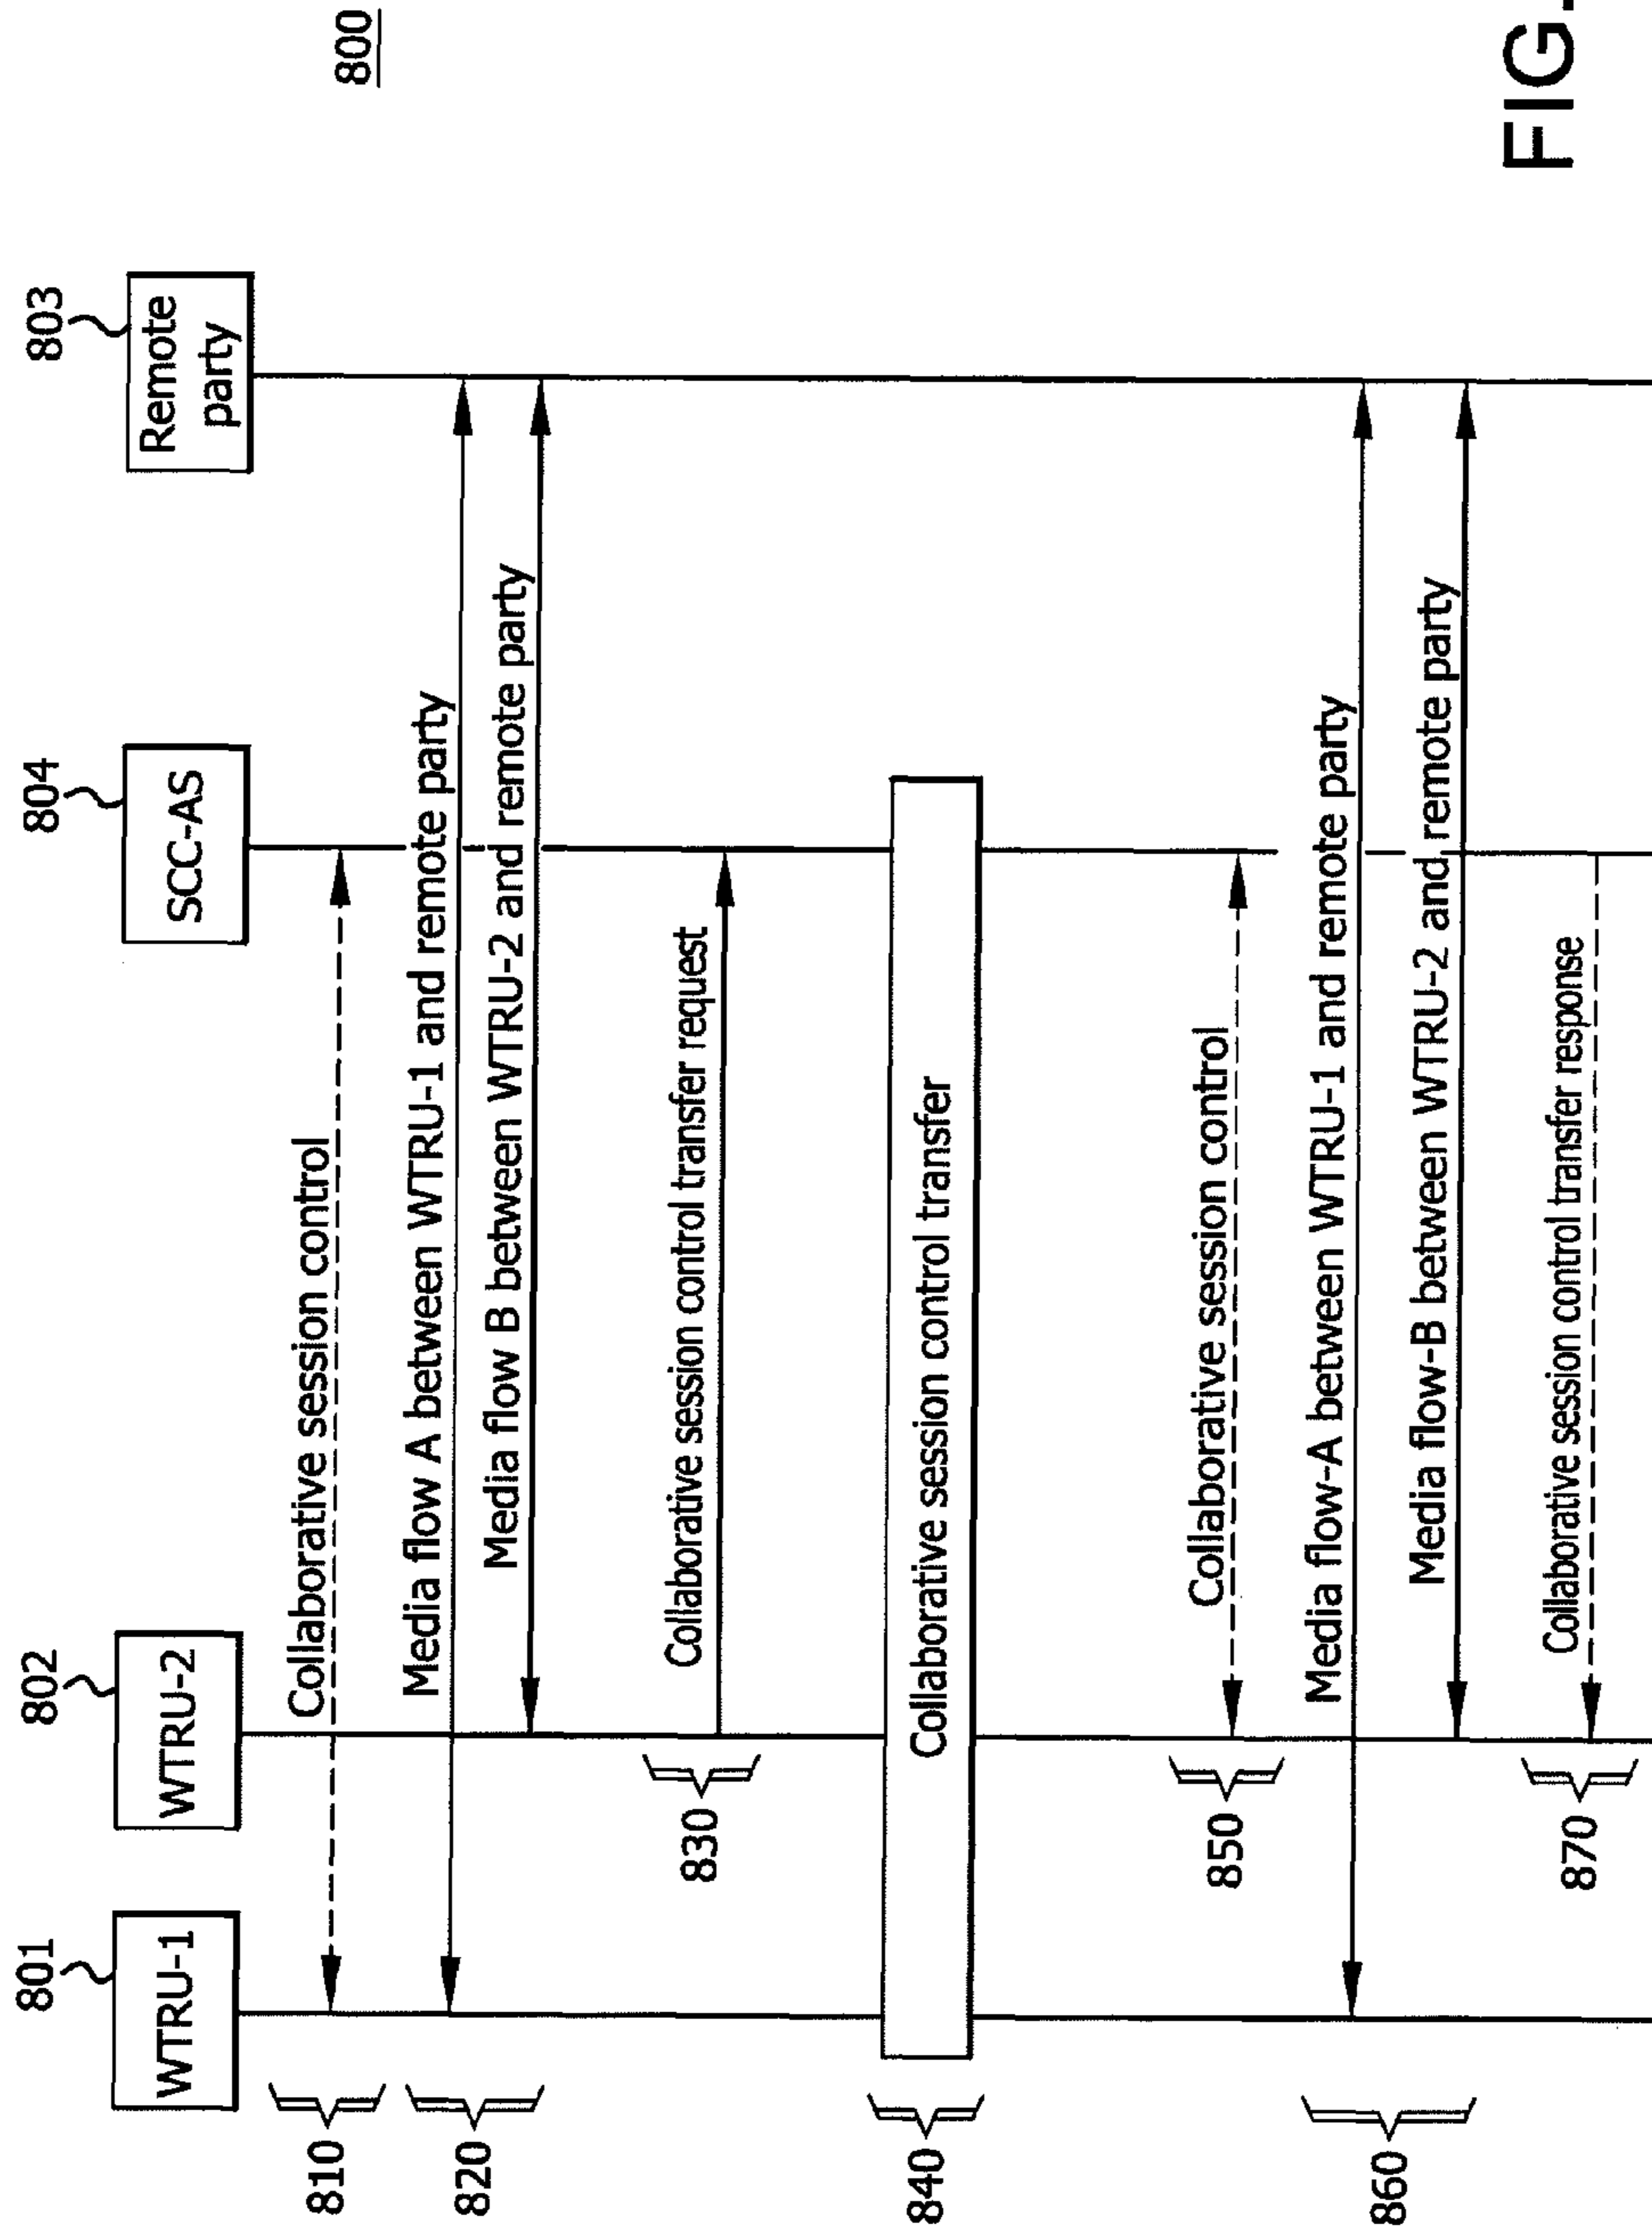 800
801
802
804
803
WTRU-1
WTRU-2
SCC-AS
Remote
party
810
Collaborative session control
820
Media flow A between WTRU-1 and remote party
Media flow B between WTRU-2 and remote party
830
Collaborative session control transfer request
840
Collaborative session control transfer
850
Collaborative session control
860
Media flow-A between WTRU-1 and remote party
Media flow-B between WTRU-2 and remote party
870
Collaborative session control transfer response
FIG.